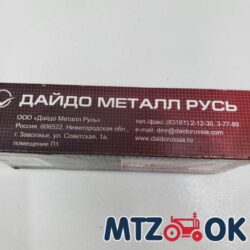 ДАЙДО МЕТАЛЛ РУСЬ
ООО «Дайдо Металл Русь»
Россия, 606522, Нижегородская обл.,
г. Заволжье, ул. Советская, 1а,
помещение П1
тел./факс (83161) 2-12-30, 3-77-89
e-mail: dmr@daidorussia.com
www.daidorussia.ru
MTZ OK